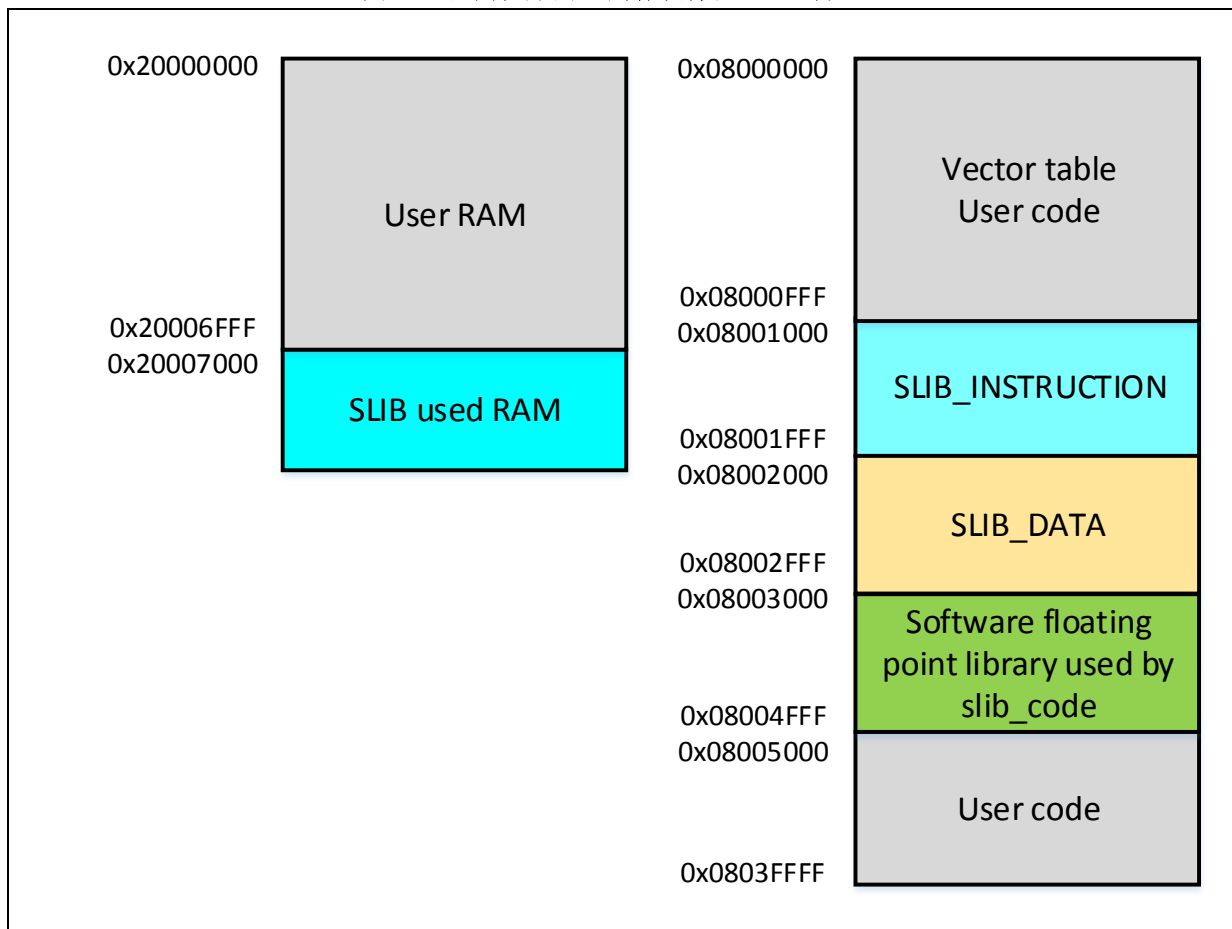 0x20000000
User RAM
0x20006FFF
0x20007000
SLIB used RAM
0x08000000
Vector table
User code
0x08000FFF
0x08001000
SLIB_INSTRUCTION
0x08001FFF
0x08002000
SLIB_DATA
0x08002FFF
0x08003000
Software floating
point library used by
slib_code
0x08004FFF
0x08005000
User code
0x0803FFFF